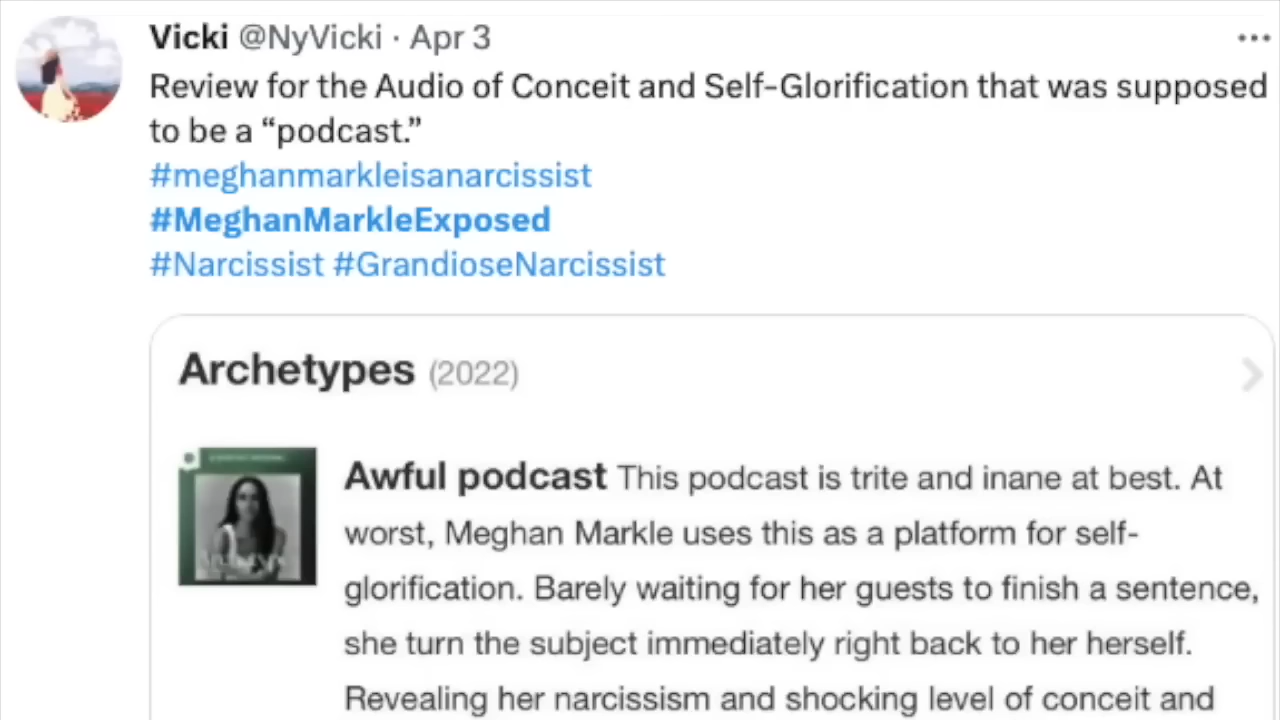 Vicki @NyVicki · Apr 3
Review for the Audio of Conceit and Self-Glorification that was supposed
to be a “podcast.”
#meghanmarkleisanarcissist
#MeghanMarkleExposed
#Narcissist #GrandioseNarcissist
Archetypes (2022)
Awful podcast This podcast is trite and inane at best. At
worst, Meghan Markle uses this as a platform for self-
glorification. Barely waiting for her guests to finish a sentence,
she turn the subject immediately right back to her herself.
Revealing her narcissism and shocking level of conceit and